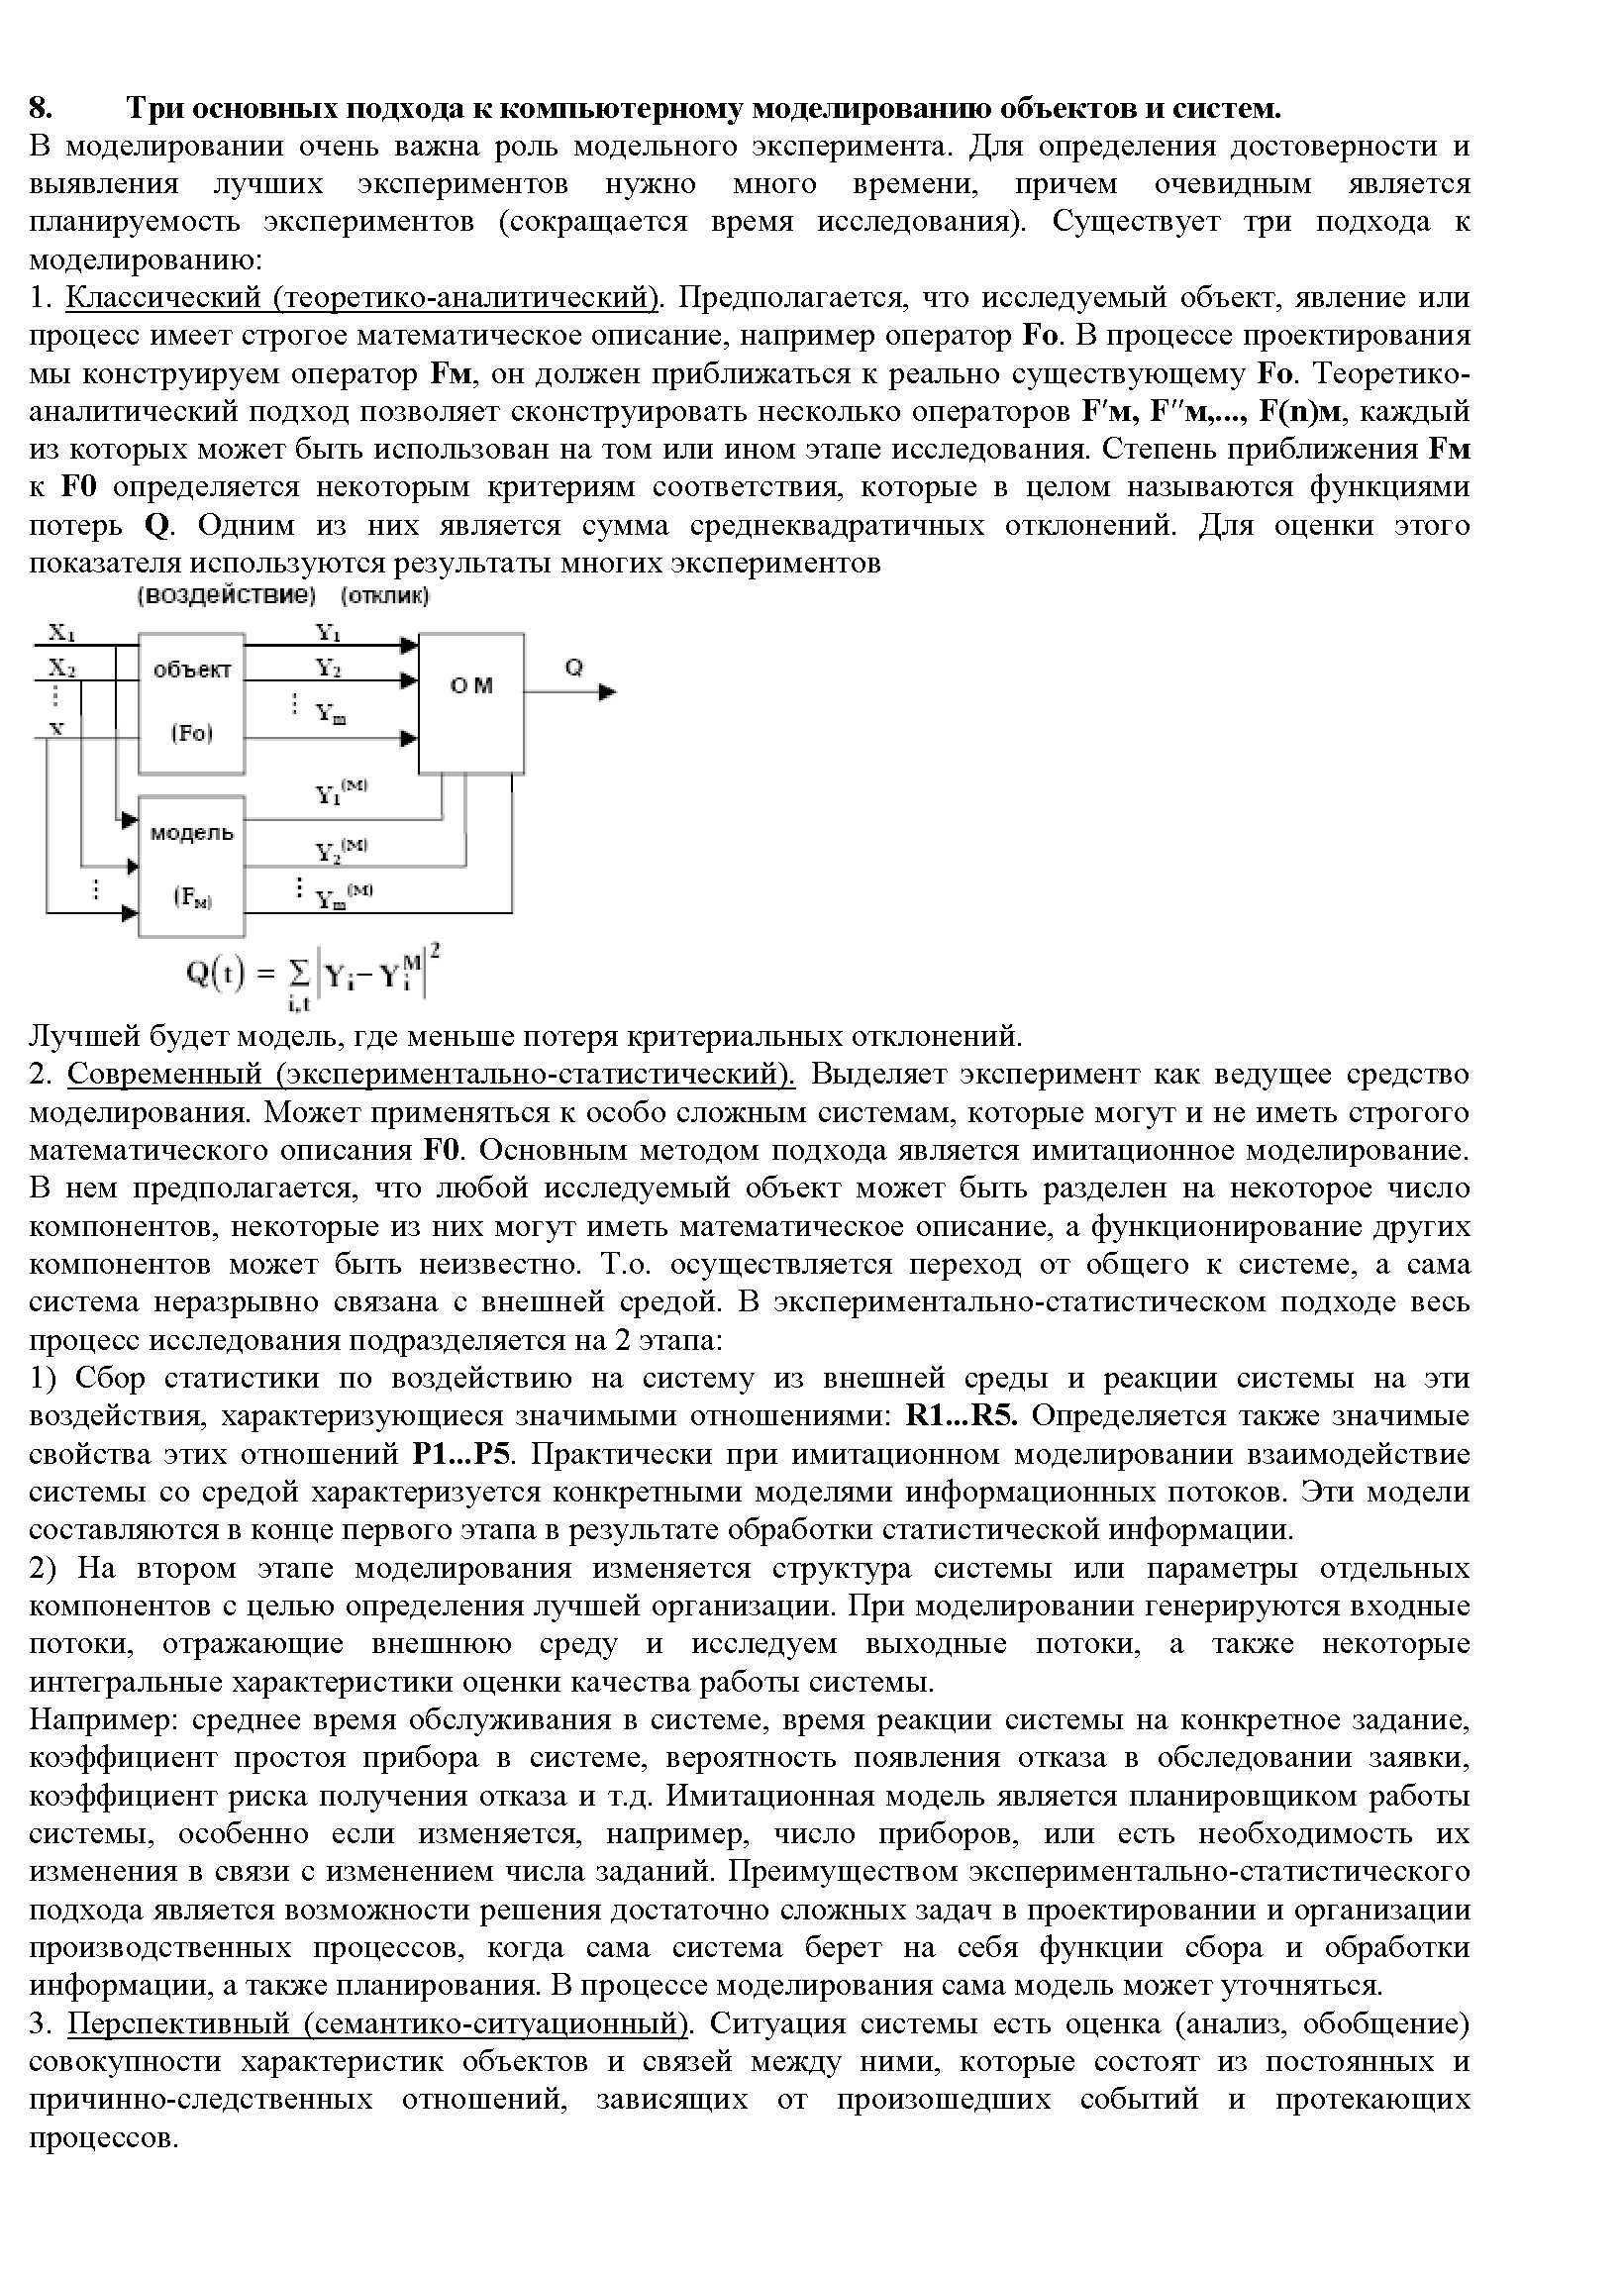 8. Три основных подхода к компьютерному моделированию объектов и систем.
В моделировании очень важна роль модельного эксперимента. Для определения достоверности и
выявления лучших экспериментов нужно много времени, причем очевидным является
планируемость экспериментов (сокращается время исследования). Существует три подхода к
моделированию:
1. Классический (теоретико-аналитический). Предполагается, что исследуемый объект, явление или
процесс имеет строгое математическое описание, например оператор Fо. В процессе проектирования
мы конструируем оператор Fм, он должен приближаться к реально существующему Fо. Теоретико-
аналитический подход позволяет сконструировать несколько операторов F′м, F″м,..., F(n)м, каждый
из которых может быть использован на том или ином этапе исследования. Степень приближения Fм
к F0 определяется некоторым критериям соответствия, которые в целом называются функциями
потерь Q. Одним из них является сумма среднеквадратичных отклонений. Для оценки этого
показателя используются результаты многих экспериментов
(воздействие) (отклик)
X1 Y1
X2 объект Y2 О М Q
⋮ ⋮ Ym
x (Fo)
Y1(М)
модель
Y2(М)
⋮ (Fм) ⋮ Ym(М)
Q(t) = Σ i,t |Yi − YiM|2
Лучшей будет модель, где меньше потеря критериальных отклонений.
2. Современный (экспериментально-статистический). Выделяет эксперимент как ведущее средство
моделирования. Может применяться к особо сложным системам, которые могут и не иметь строгого
математического описания F0. Основным методом подхода является имитационное моделирование.
В нем предполагается, что любой исследуемый объект может быть разделен на некоторое число
компонентов, некоторые из них могут иметь математическое описание, а функционирование других
компонентов может быть неизвестно. Т.о. осуществляется переход от общего к системе, а сама
система неразрывно связана с внешней средой. В экспериментально-статистическом подходе весь
процесс исследования подразделяется на 2 этапа:
1) Сбор статистики по воздействию на систему из внешней среды и реакции системы на эти
воздействия, характеризующиеся значимыми отношениями: R1...R5. Определяется также значимые
свойства этих отношений P1...P5. Практически при имитационном моделировании взаимодействие
системы со средой характеризуется конкретными моделями информационных потоков. Эти модели
составляются в конце первого этапа в результате обработки статистической информации.
2) На втором этапе моделирования изменяется структура системы или параметры отдельных
компонентов с целью определения лучшей организации. При моделировании генерируются входные
потоки, отражающие внешнюю среду и исследуем выходные потоки, а также некоторые
интегральные характеристики оценки качества работы системы.
Например: среднее время обслуживания в системе, время реакции системы на конкретное задание,
коэффициент простоя прибора в системе, вероятность появления отказа в обследовании заявки,
коэффициент риска получения отказа и т.д. Имитационная модель является планировщиком работы
системы, особенно если изменяется, например, число приборов, или есть необходимость их
изменения в связи с изменением числа заданий. Преимуществом экспериментально-статистического
подхода является возможности решения достаточно сложных задач в проектировании и организации
производственных процессов, когда сама система берет на себя функции сбора и обработки
информации, а также планирования. В процессе моделирования сама модель может уточняться.
3. Перспективный (семантико-ситуационный). Ситуация системы есть оценка (анализ, обобщение)
совокупности характеристик объектов и связей между ними, которые состоят из постоянных и
причинно-следственных отношений, зависящих от произошедших событий и протекающих
процессов.